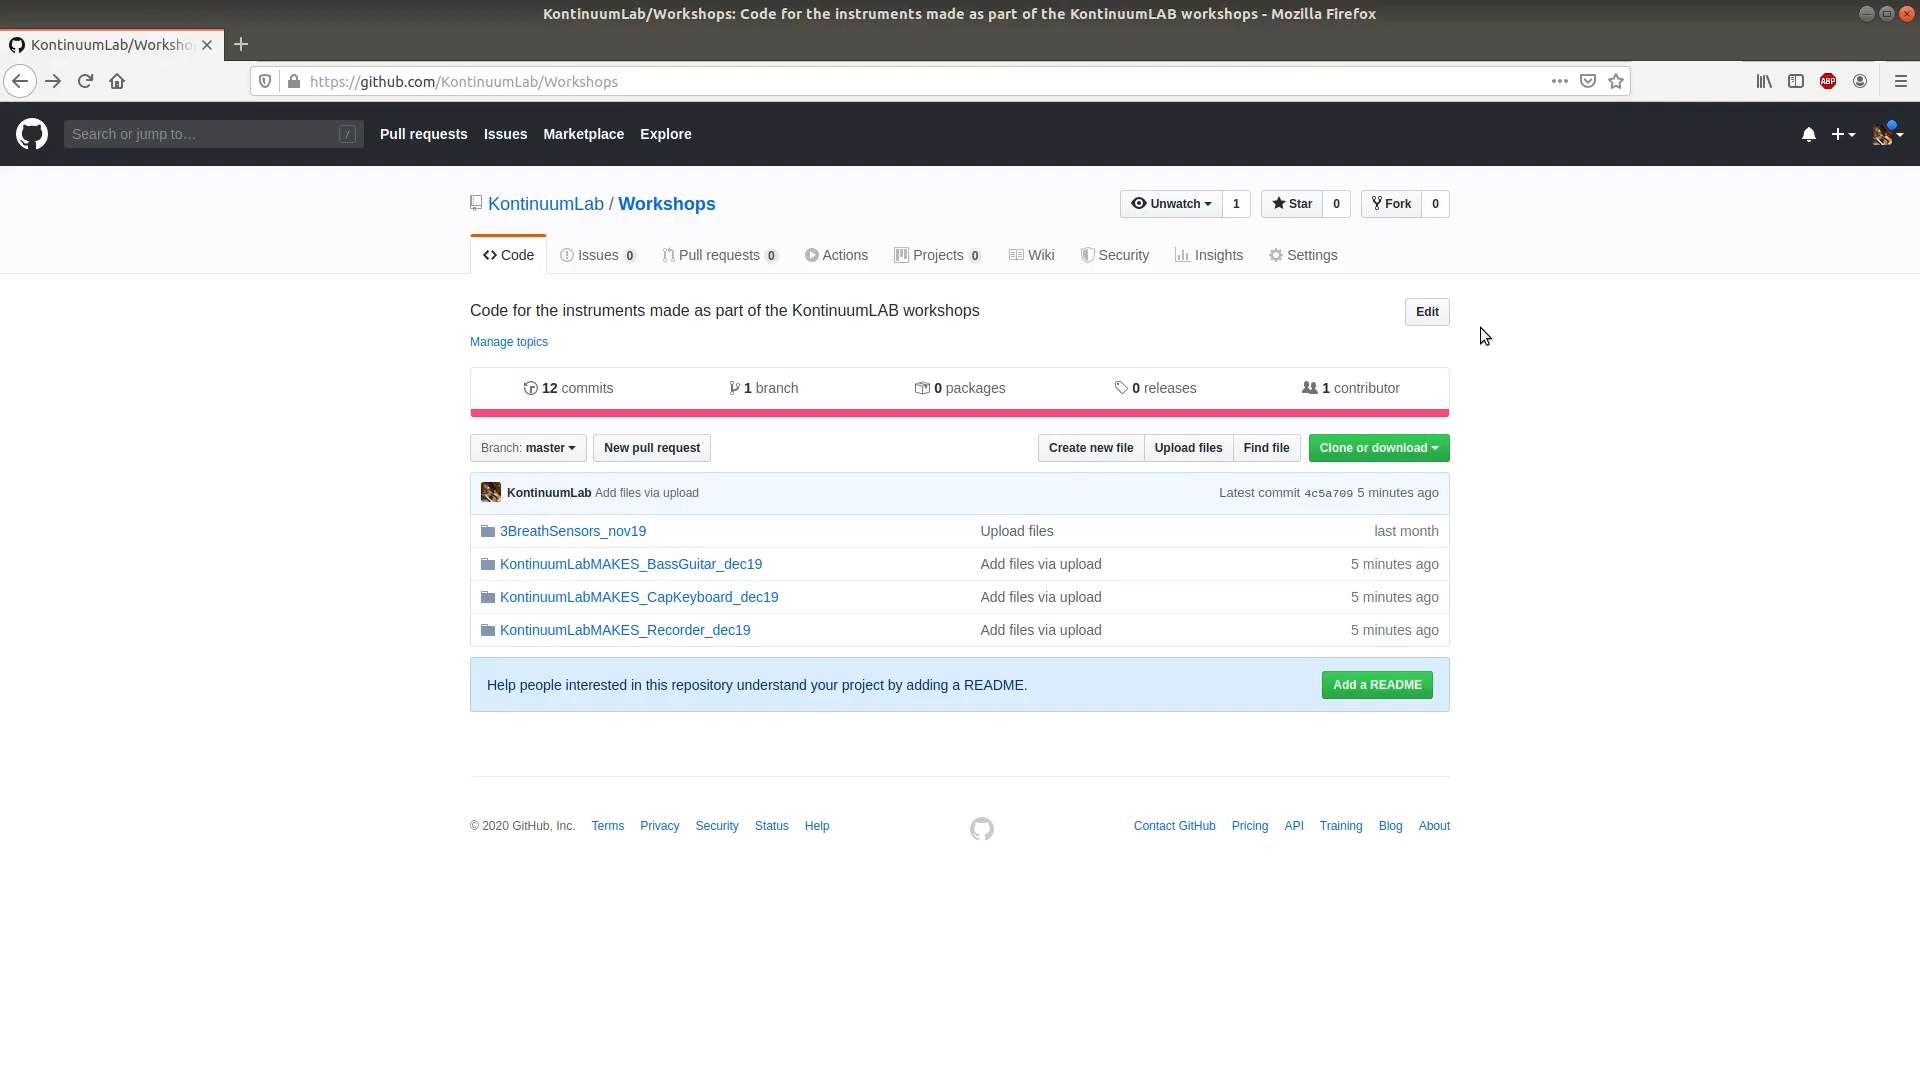 KontinuumLab/Workshops: Code for the instruments made as part of the KontinuumLAB workshops - Mozilla Firefox
KontinuumLab/Worksho
https://github.com/KontinuumLab/Workshops
ABP
Search or jump to…
/
Pull requests
Issues
Marketplace
Explore
KontinuumLab / Workshops
Unwatch
1
Star
0
Fork
0
Code
Issues 0
Pull requests 0
Actions
Projects 0
Wiki
Security
Insights
Settings
Code for the instruments made as part of the KontinuumLAB workshops
Edit
Manage topics
12 commits
1 branch
0 packages
0 releases
1 contributor
Branch: master
New pull request
Create new file
Upload files
Find file
Clone or download
KontinuumLab Add files via upload
Latest commit 4c5a709 5 minutes ago
3BreathSensors_nov19
Upload files
last month
KontinuumLabMAKES_BassGuitar_dec19
Add files via upload
5 minutes ago
KontinuumLabMAKES_CapKeyboard_dec19
Add files via upload
5 minutes ago
KontinuumLabMAKES_Recorder_dec19
Add files via upload
5 minutes ago
Help people interested in this repository understand your project by adding a README.
Add a README
© 2020 GitHub, Inc.
Terms
Privacy
Security
Status
Help
Contact GitHub
Pricing
API
Training
Blog
About